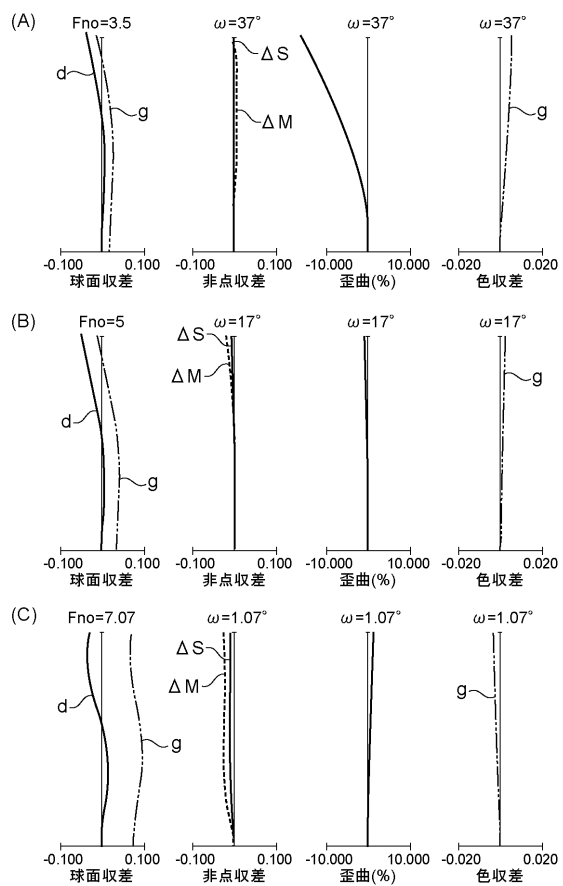 (A)
Fno=3.5 ω=37° ω=37° ω=37°
d g ΔS ΔM g
-0.100 0.100 -0.100 0.100 -10.000 10.000 -0.020 0.020
球面収差 非点収差 歪曲(%) 色収差
(B)
Fno=5 ω=17° ω=17° ω=17°
d g ΔS ΔM g
-0.100 0.100 -0.100 0.100 -10.000 10.000 -0.020 0.020
球面収差 非点収差 歪曲(%) 色収差
(C)
Fno=7.07 ω=1.07° ω=1.07° ω=1.07°
d g ΔS ΔM g
-0.100 0.100 -0.100 0.100 -10.000 10.000 -0.020 0.020
球面収差 非点収差 歪曲(%) 色収差